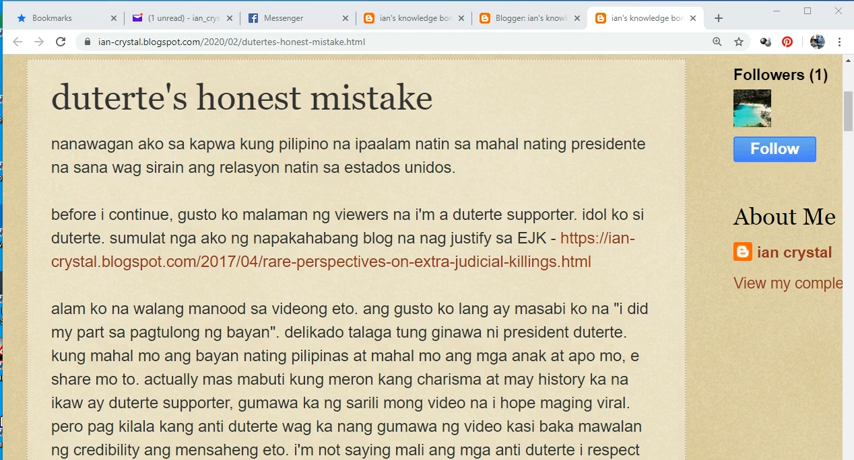 Bookmarks
(1 unread) - ian_crys
Messenger
ian's knowledge bo
Blogger: ian's know
ian's knowledge bo
ian-crystal.blogspot.com/2020/02/dutertes-honest-mistake.html
duterte's honest mistake
nanawagan ako sa kapwa kung pilipino na ipaalam natin sa mahal nating presidente
na sana wag sirain ang relasyon natin sa estados unidos.
before i continue, gusto ko malaman ng viewers na i'm a duterte supporter. idol ko si
duterte. sumulat nga ako ng napakahabang blog na nag justify sa EJK - https://ian-
crystal.blogspot.com/2017/04/rare-perspectives-on-extra-judicial-killings.html
alam ko na walang manood sa videong eto. ang gusto ko lang ay masabi ko na "i did
my part sa pagtulong ng bayan". delikado talaga tung ginawa ni president duterte.
kung mahal mo ang bayan nating pilipinas at mahal mo ang mga anak at apo mo, e
share mo to. actually mas mabuti kung meron kang charisma at may history ka na
ikaw ay duterte supporter, gumawa ka ng sarili mong video na i hope maging viral.
pero pag kilala kang anti duterte wag ka nang gumawa ng video kasi baka mawalan
ng credibility ang mensaheng eto. i'm not saying mali ang mga anti duterte i respect
Followers (1)
Follow
About Me
ian crystal
View my comple